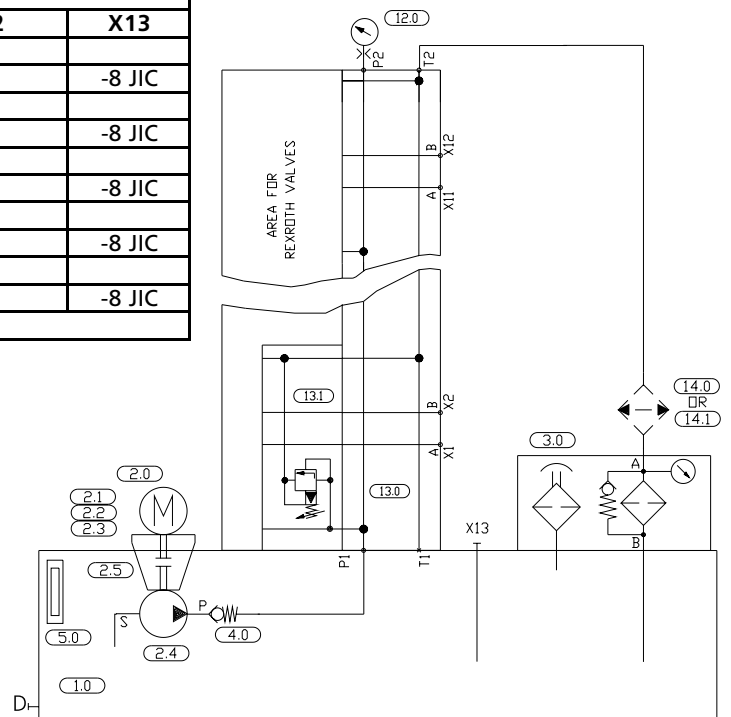 2 X13
-8 JIC
-8 JIC
-8 JIC
-8 JIC
-8 JIC
12.0
P2
T2
AREA FOR
REXROTH VALVES
B
X12
A
X11
14.0
OR
14.1
13.1
B
X2
A
X1
3.0
A
2.0
2.1
2.2
2.3
M
13.0
X13
B
P1
T1
2.5
5.0
S
P
4.0
2.4
1.0
D